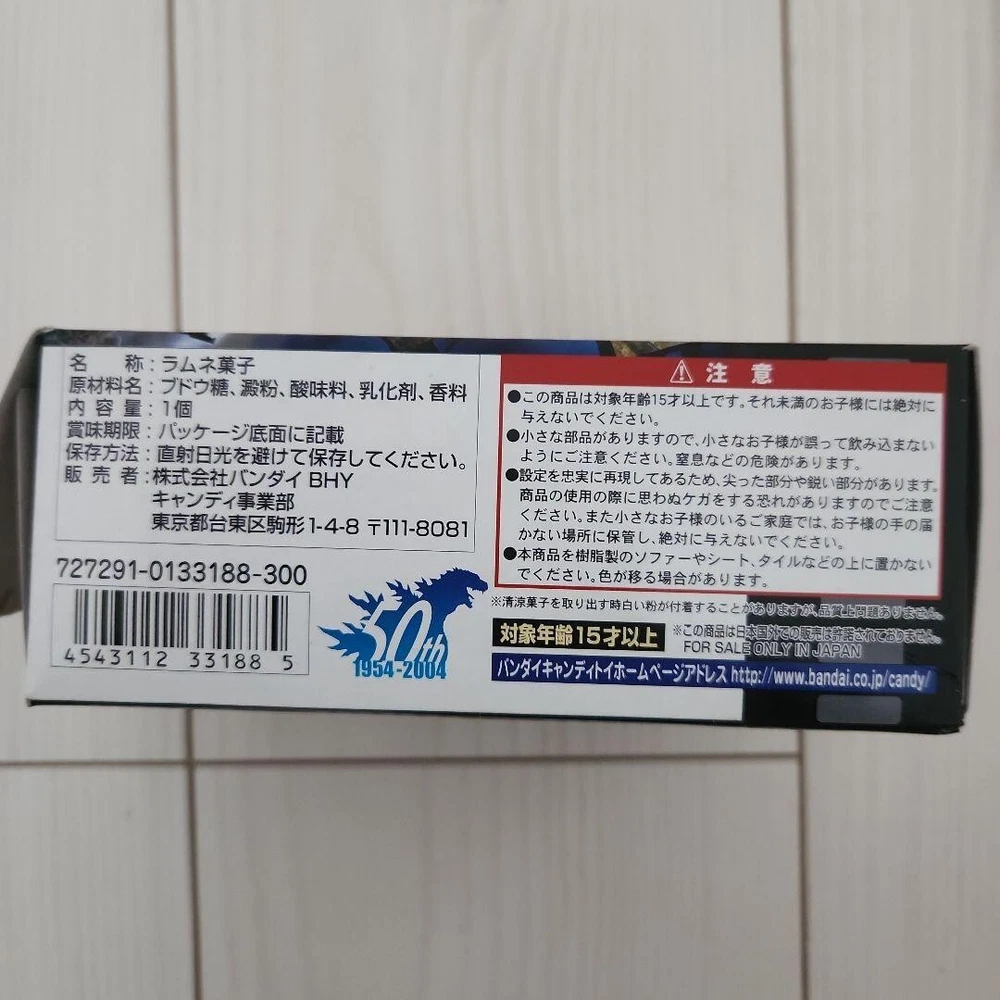 名 称：ラムネ菓子
原材料名：ブドウ糖、澱粉、酸味料、乳化剤、香料
内容量：1個
賞味期限：パッケージ底面に記載
保存方法：直射日光を避けて保存してください。
販売者：株式会社バンダイ BHY
キャンディ事業部
東京都台東区駒形1-4-8 〒111-8081
727291-0133188-300
4543112 33188 5
50th
1954-2004
注意
●この商品は対象年齢15才以上です。それ未満のお子様には絶対に
与えないでください。
●小さな部品がありますので、小さなお子様が誤って飲み込まない
ようにご注意ください。窒息などの危険があります。
●設定を忠実に再現してあるため、尖った部分や鋭い部分があります。
商品の使用の際に思わぬケガをする恐れがありますのでご注意
ください。また小さなお子様のいるご家庭では、お子様の手の届
かない場所に保管し、絶対に与えないでください。
●本商品を樹脂製のソファーやシート、タイルなどの上に置かない
でください。色が移る場合があります。
※清涼菓子を取り出す時白い粉が付着することがありますが、品質上問題ありません。
対象年齢15才以上
※この商品は日本国外での販売は許諾されておりません。
FOR SALE ONLY IN JAPAN
バンダイキャンディトイホームページアドレス http://www.bandai.co.jp/candy/